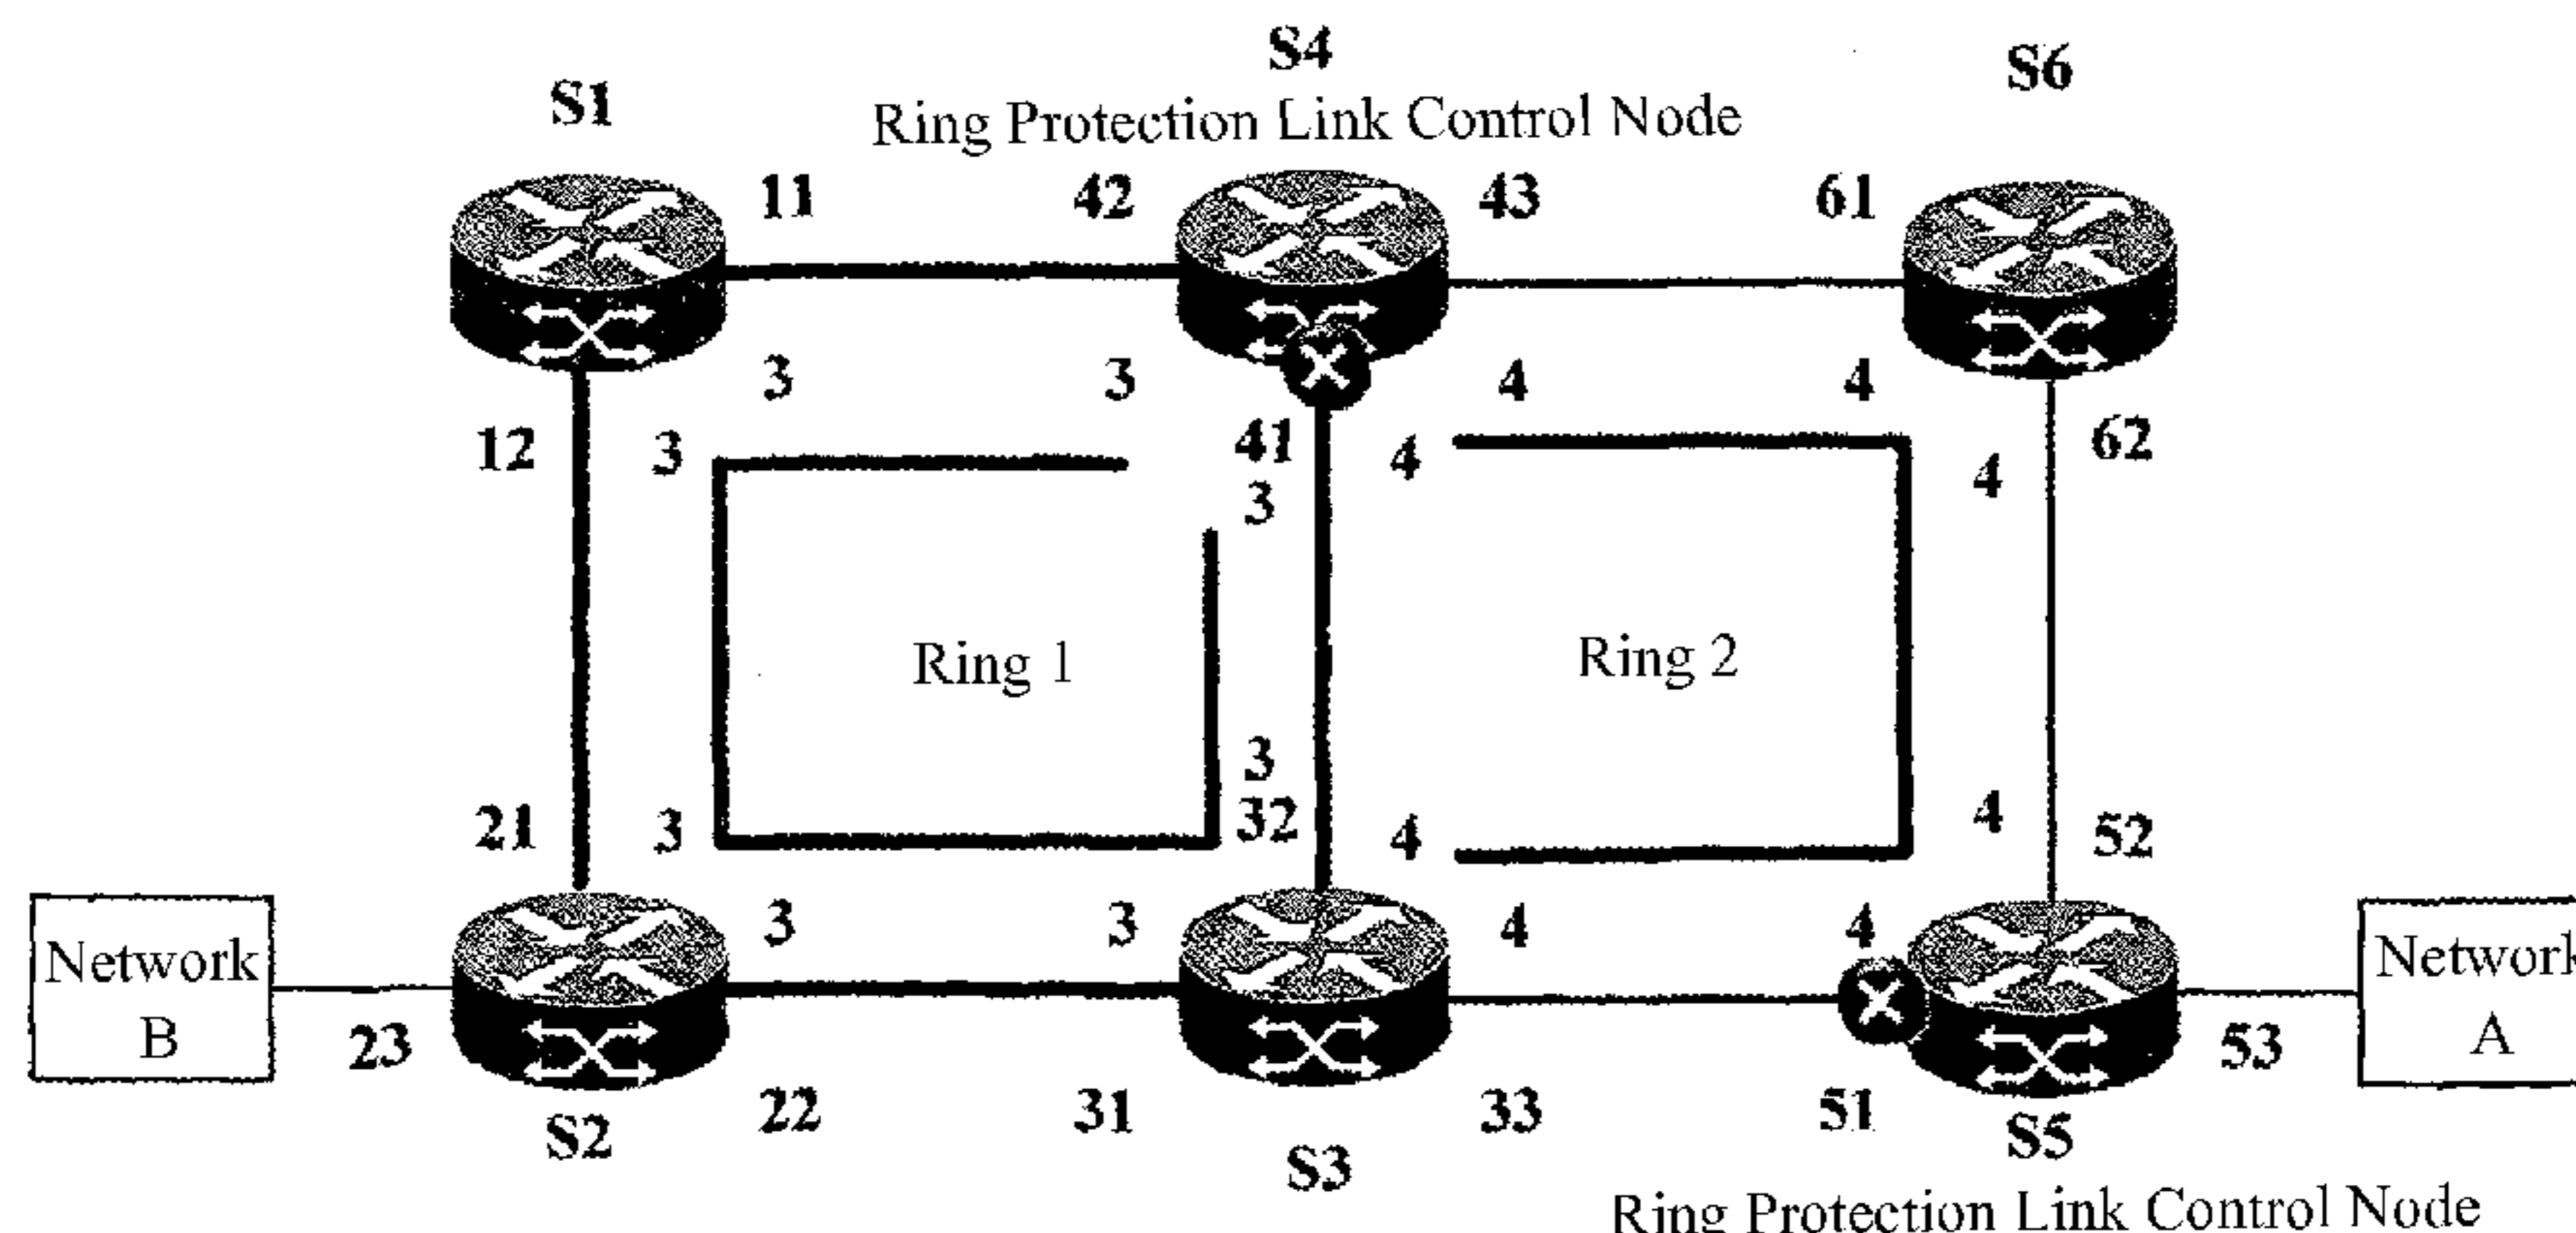 S4
S1
S6
Ring Protection Link Control Node
11
42
43
61
3
3
4
4
12
3
41
4
4
62
3
Ring 1
Ring 2
3
21
3
32
4
4
52
3
3
4
4
Network
B
Network
A
23
53
22
31
33
51
S2
S3
S5
Ring Protection Link Control Node